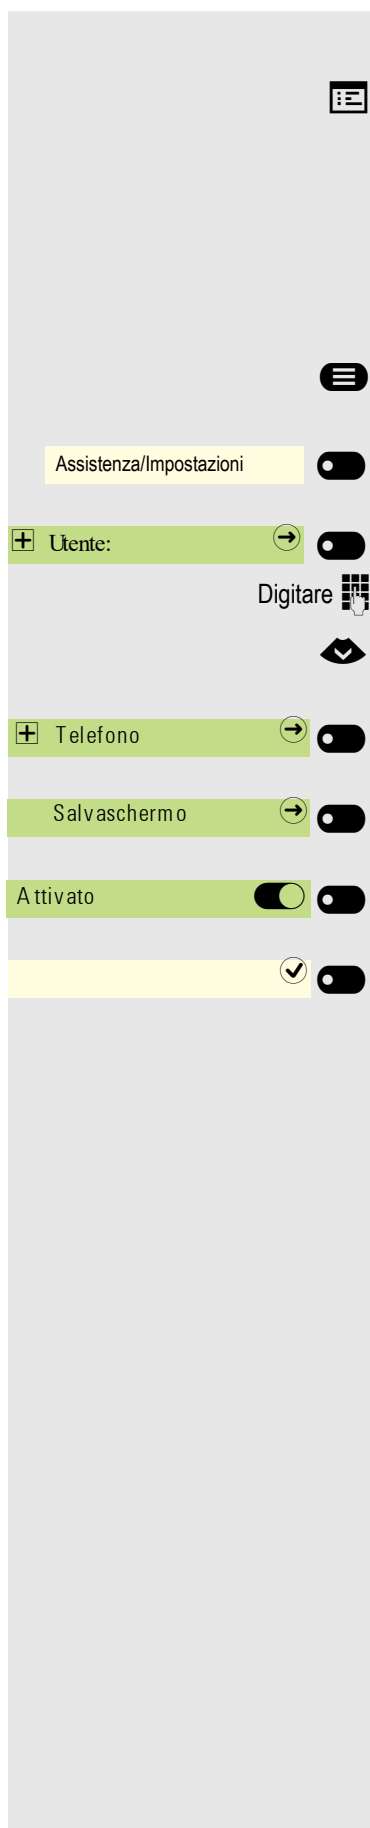 Assistenza/Impostazioni
Utente:
Digitare
Telefono
Salvaschermo
Attivato